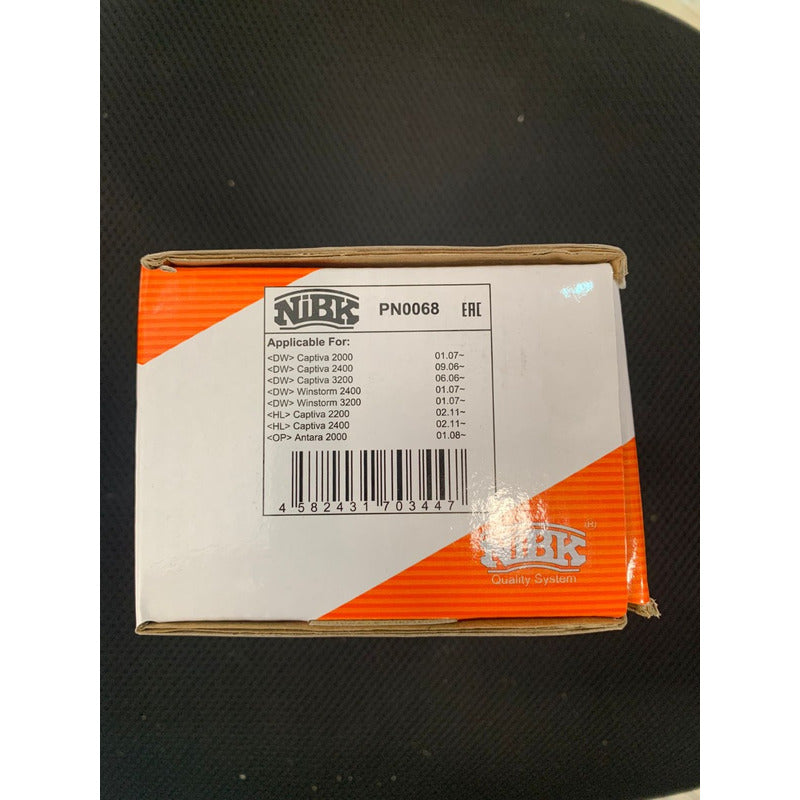 NiBK PN0068 EAC
Applicable For:
<DW> Captiva 2000 01.07~
<DW> Captiva 2400 09.06~
<DW> Captiva 3200 06.06~
<DW> Winstorm 2400 01.07~
<DW> Winstorm 3200 01.07~
<HL> Captiva 2200 02.11~
<HL> Captiva 2400 02.11~
<OP> Antara 2000 01.08~
4 582431 703447
NiBK ®
Quality System